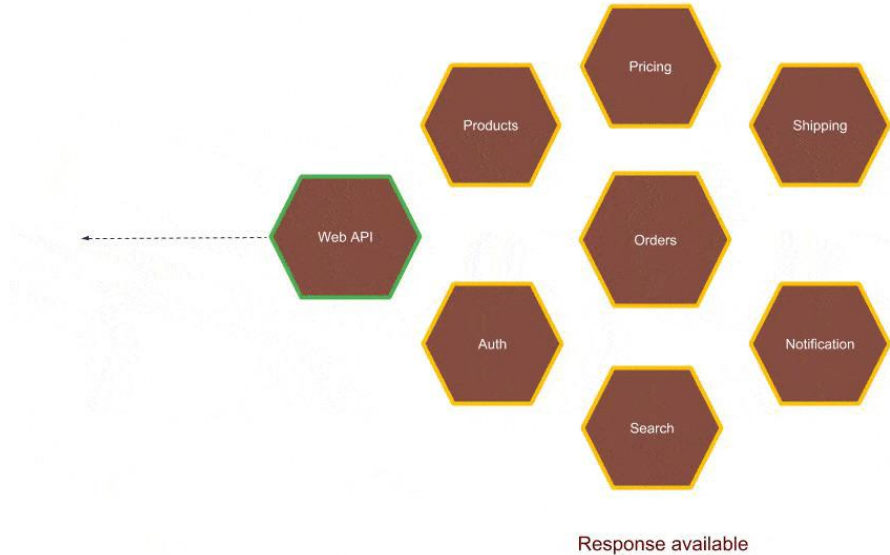 Pricing
Products
Shipping
Web API
Orders
Auth
Notification
Search
Response available